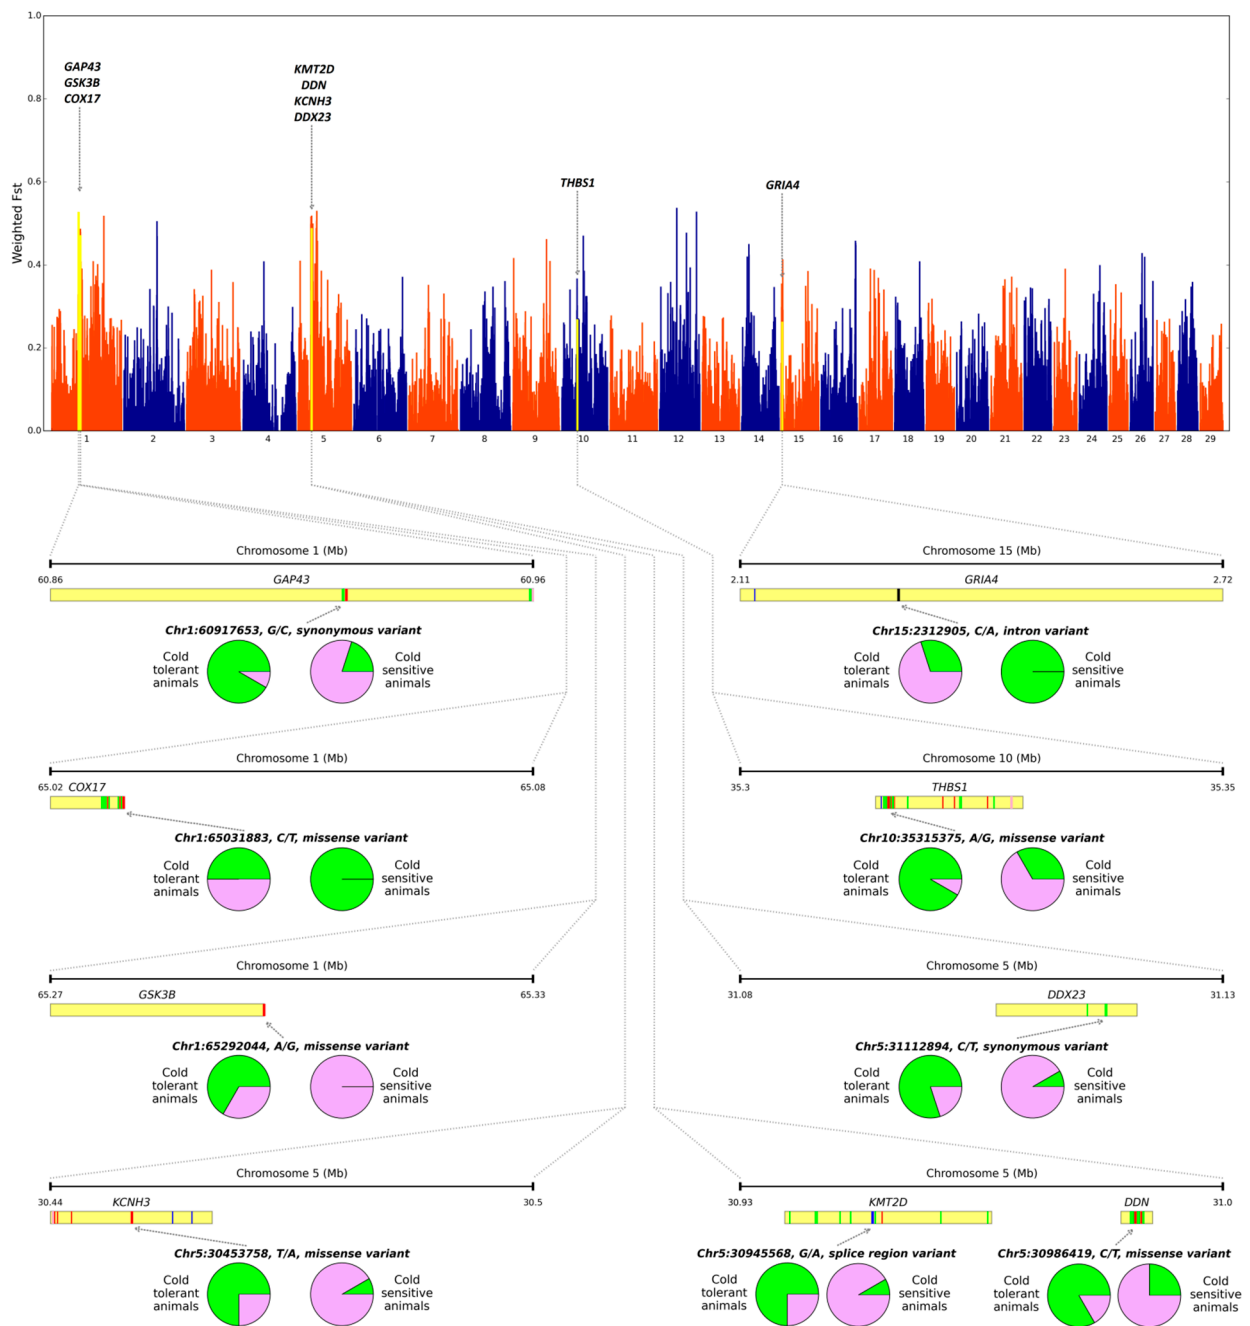 1.0
0.8
0.6
0.4
0.2
0.0
Weighted Fst
GAP43
GSK3B
COX17
KMT2D
DDN
KCNH3
DDX23
THBS1
GRIA4
1 2 3 4 5 6 7 8 9 10 11 12 13 14 15 16 17 18 19 20 21 22 23 24 25 26 27 28 29
Chromosome 1 (Mb)
60.86 60.96
GAP43
Chr1:60917653, G/C, synonymous variant
Cold tolerant animals
Cold sensitive animals
Chromosome 15 (Mb)
2.11 2.72
GRIA4
Chr15:2312905, C/A, intron variant
Cold tolerant animals
Cold sensitive animals
Chromosome 1 (Mb)
65.02 65.08
COX17
Chr1:65031883, C/T, missense variant
Cold tolerant animals
Cold sensitive animals
Chromosome 10 (Mb)
35.3 35.35
THBS1
Chr10:35315375, A/G, missense variant
Cold tolerant animals
Cold sensitive animals
Chromosome 1 (Mb)
65.27 65.33
GSK3B
Chr1:65292044, A/G, missense variant
Cold tolerant animals
Cold sensitive animals
Chromosome 5 (Mb)
31.08 31.13
DDX23
Chr5:31112894, C/T, synonymous variant
Cold tolerant animals
Cold sensitive animals
Chromosome 5 (Mb)
30.44 30.5
KCNH3
Chr5:30453758, T/A, missense variant
Cold tolerant animals
Cold sensitive animals
Chromosome 5 (Mb)
30.93 31.0
KMT2D DDN
Chr5:30945568, G/A, splice region variant
Cold tolerant animals
Cold sensitive animals
Chr5:30986419, C/T, missense variant
Cold tolerant animals
Cold sensitive animals